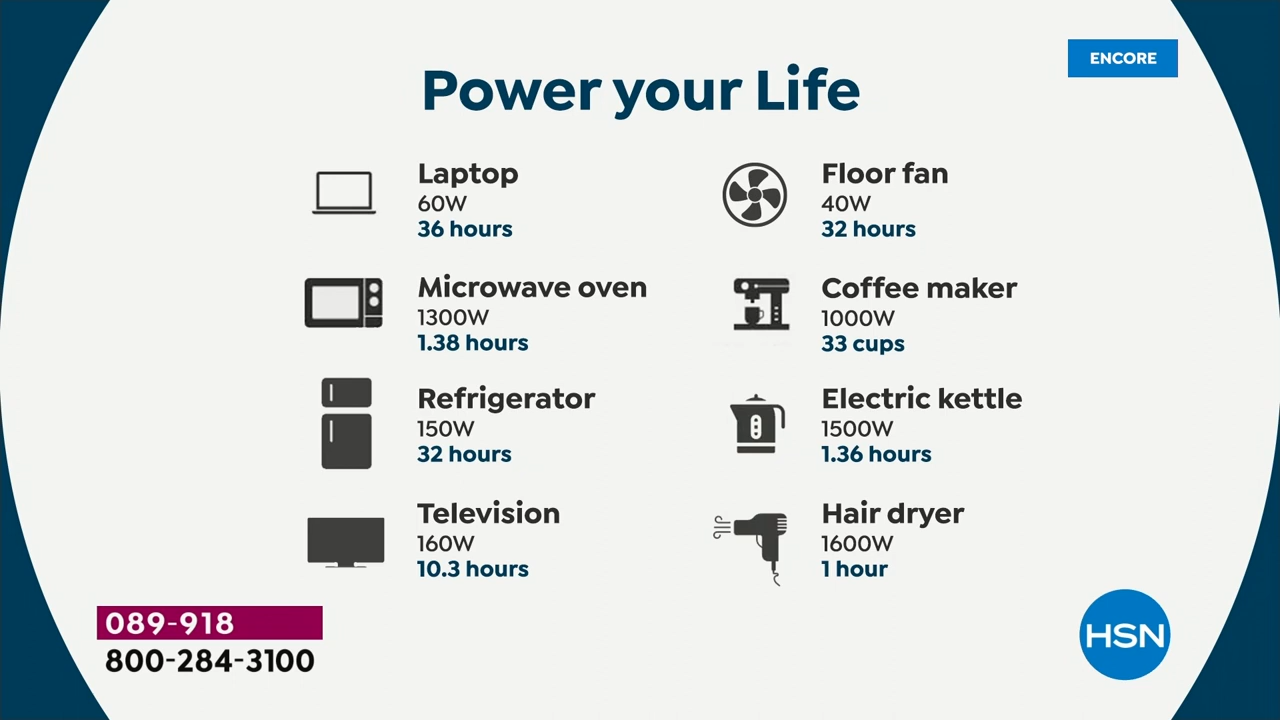 ENCORE
Power your Life
Laptop
60W
36 hours
Floor fan
40W
32 hours
Microwave oven
1300W
1.38 hours
Coffee maker
1000W
33 cups
Refrigerator
150W
32 hours
Electric kettle
1500W
1.36 hours
Television
160W
10.3 hours
Hair dryer
1600W
1 hour
089-918
800-284-3100
HSN